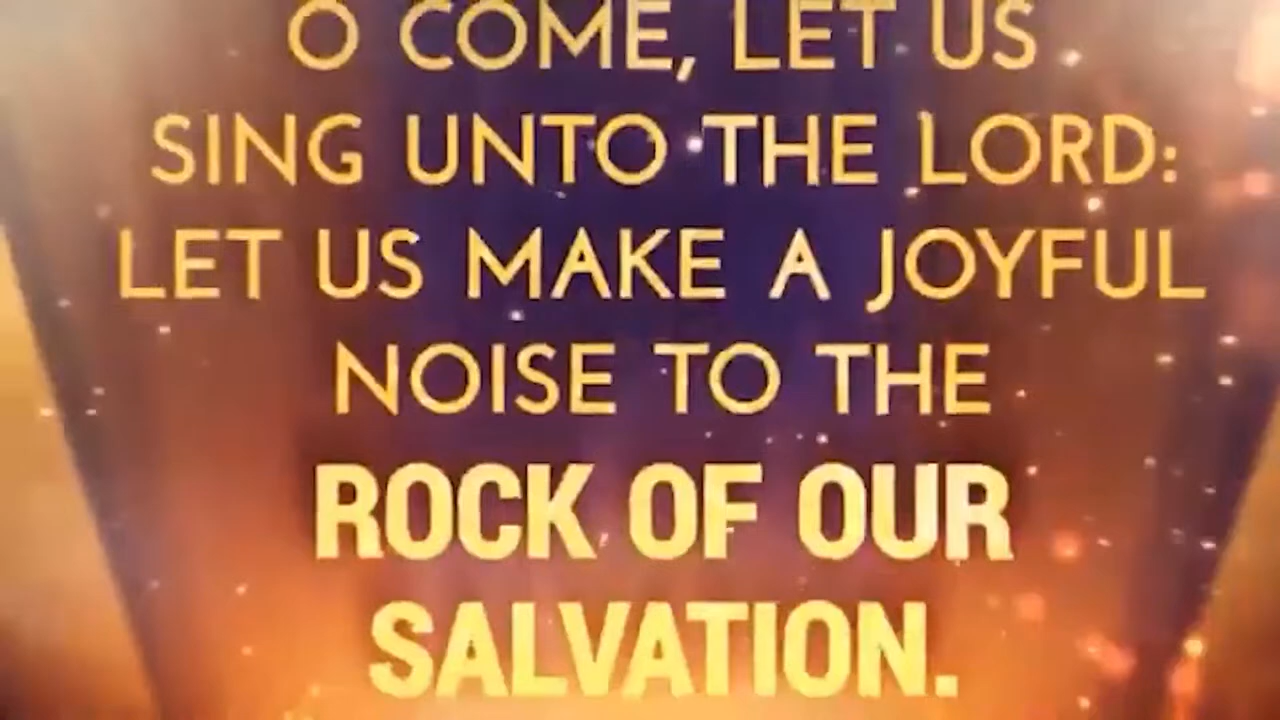 O COME, LET US
SING UNTO THE LORD:
LET US MAKE A JOYFUL
NOISE TO THE
ROCK OF OUR
SALVATION.